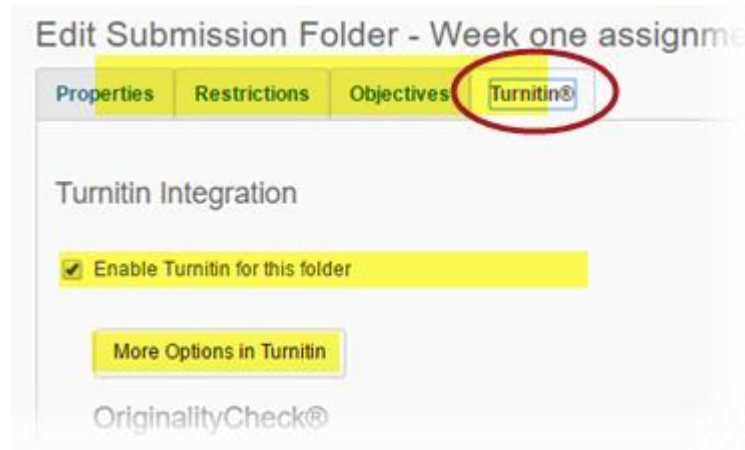 Edit Submission Folder - Week one assignme
Properties Restrictions Objectives Turnitin®
Turnitin Integration
Enable Turnitin for this folder
More Options in Turnitin
OriginalityCheck®